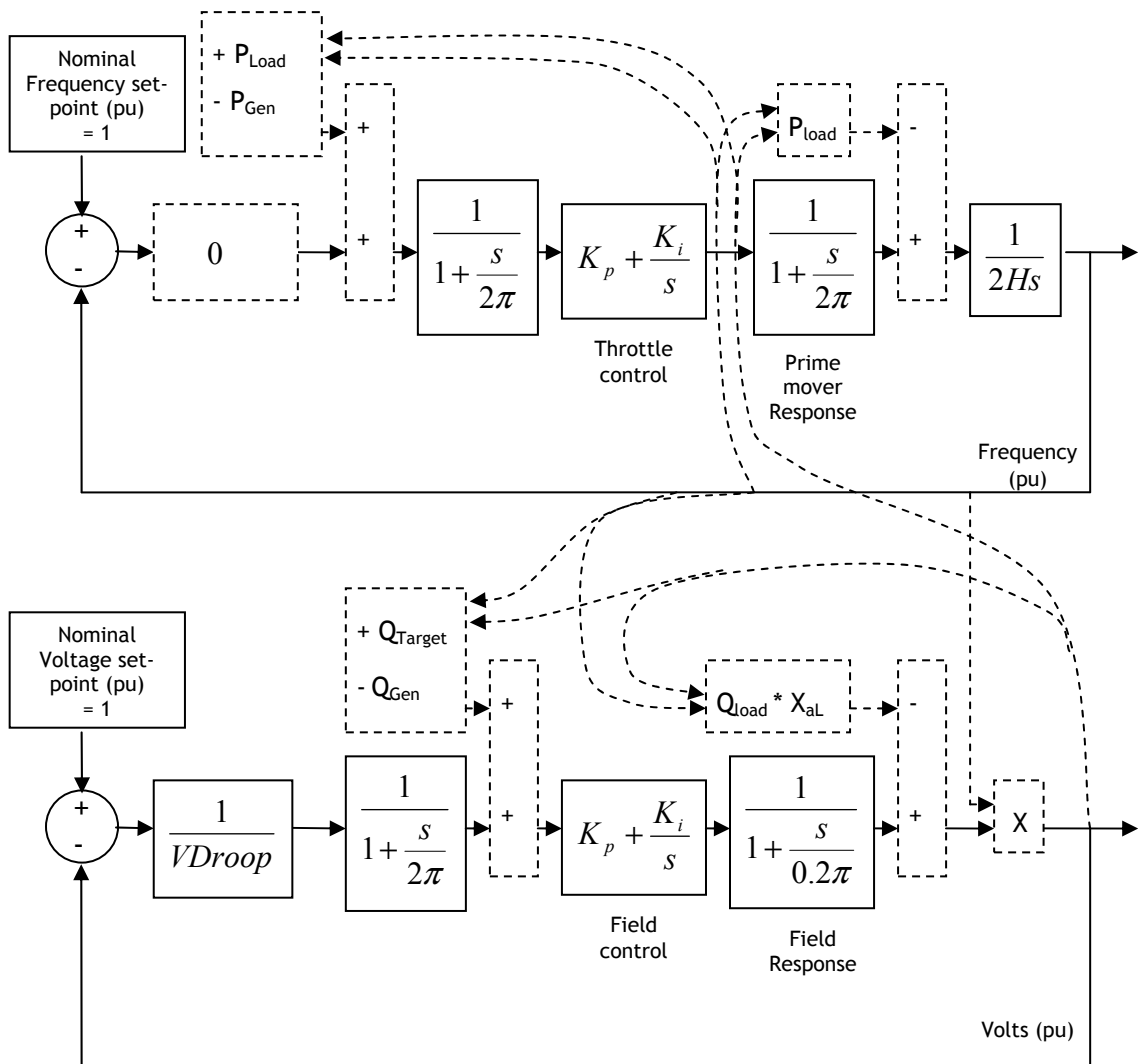 Nominal
Frequency set-
point (pu)
= 1
+ P_Load
- P_Gen
+
+
+
-
0
1
1 + s
2π
K_p + K_i
s
Throttle
control
P_load
1
1 + s
2π
Prime
mover
Response
-
+
1
2Hs
Frequency
(pu)
Nominal
Voltage set-
point (pu)
= 1
+ Q_Target
- Q_Gen
+
+
+
-
1
VDroop
1
1 + s
2π
K_p + K_i
s
Field
control
Q_load * X_aL
1
1 + s
0.2π
Field
Response
-
+
X
Volts (pu)